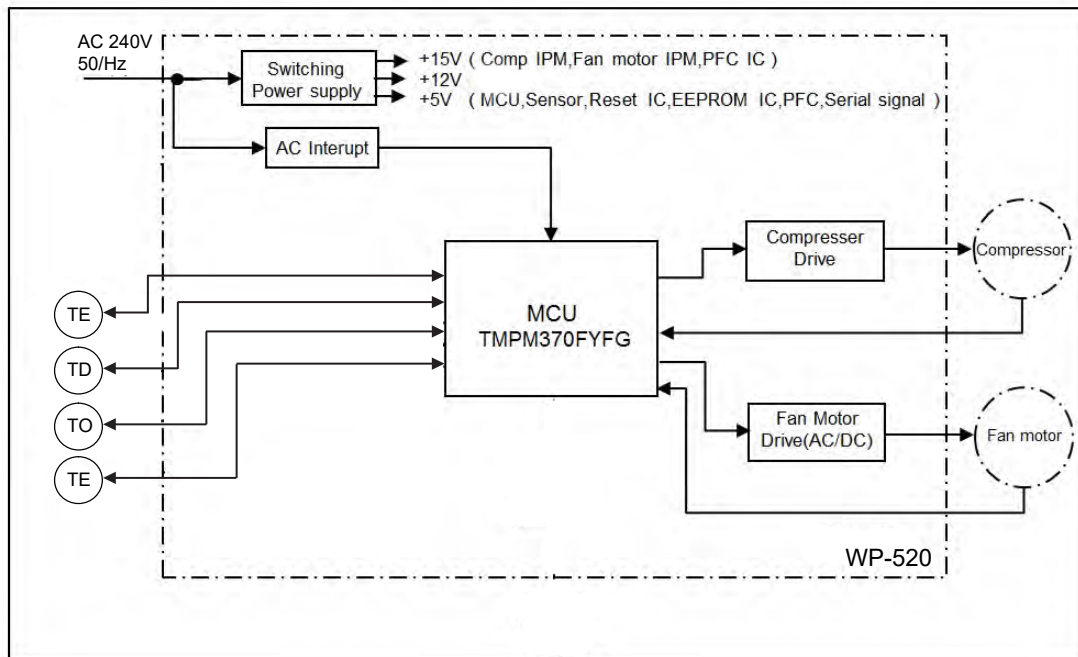 AC 240V
50/Hz
Switching
Power supply
+15V ( Comp IPM,Fan motor IPM,PFC IC )
+12V
+5V ( MCU,Sensor,Reset IC,EEPROM IC,PFC,Serial signal )
AC Interupt
Compresser
Drive
Compressor
MCU
TMPM370FYFG
TE
TD
TO
TE
Fan Motor
Drive(AC/DC)
Fan motor
WP-520